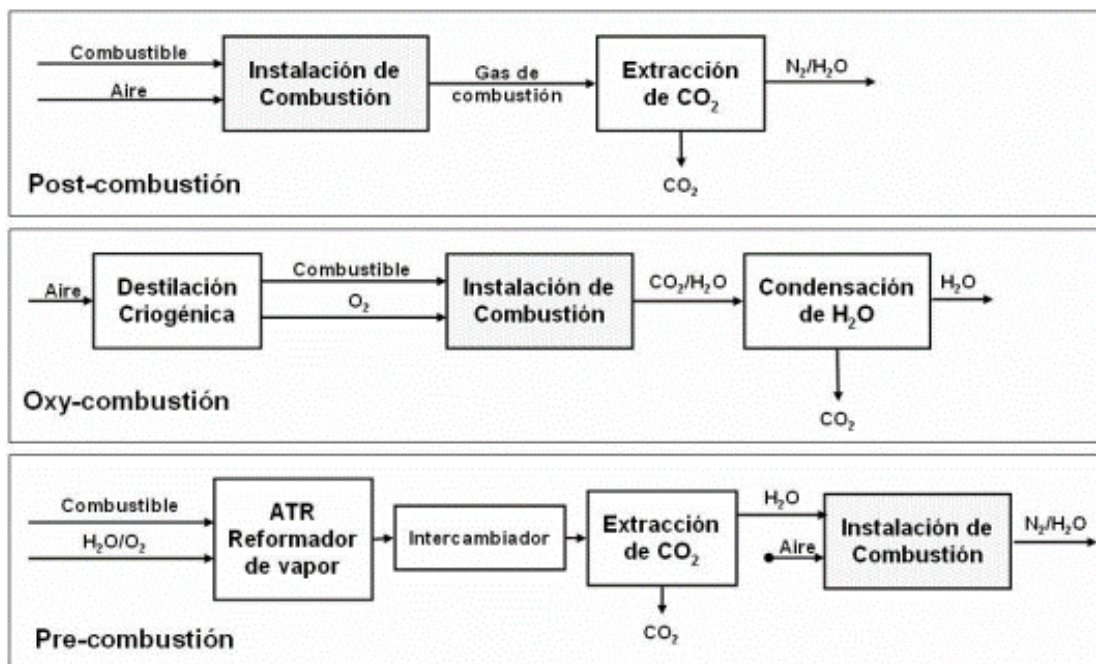 Combustible
Aire
Instalación de
Combustión
Gas de
combustión
Extracción
de CO₂
N₂/H₂O
CO₂
Post-combustión
Aire
Destilación
Criogénica
Combustible
O₂
Instalación de
Combustión
CO₂/H₂O
Condensación
de H₂O
H₂O
CO₂
Oxy-combustión
Combustible
H₂O/O₂
ATR
Reformador
de vapor
Intercambiador
Extracción
de CO₂
H₂O
Aire
Instalación de
Combustión
N₂/H₂O
CO₂
Pre-combustión